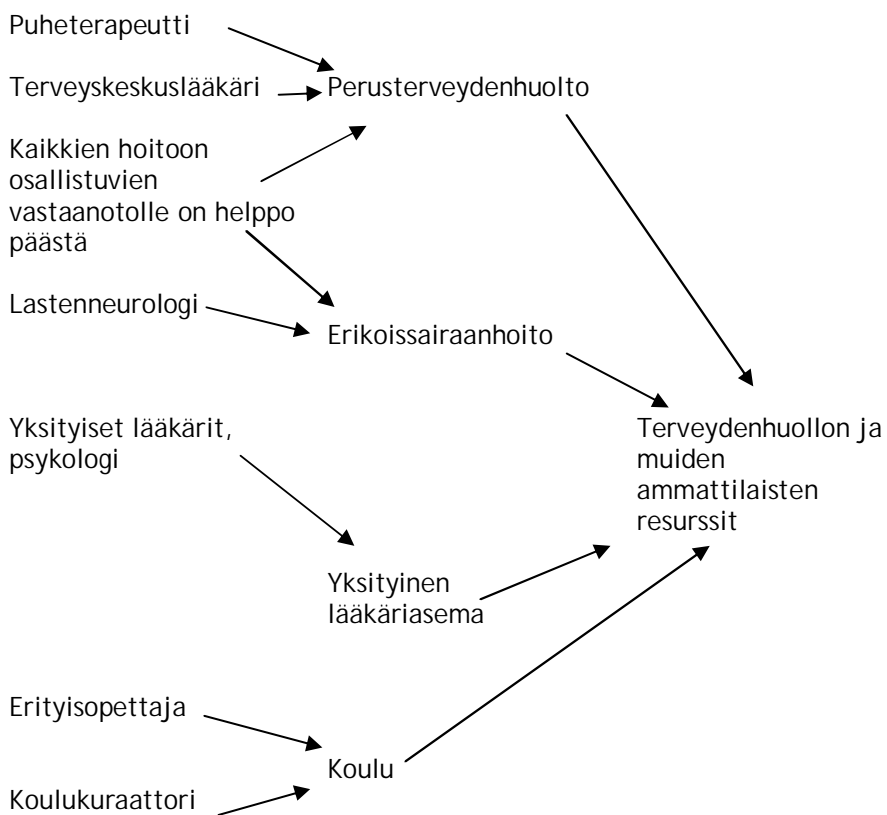 Puheterapeutti
Terveyskeskuslääkäri
Perusterveydenhuolto
Kaikkien hoitoon
osallistuvien
vastaanotolle on helppo
päästä
Lastenneurologi
Erikoissairaanhoito
Yksityiset lääkärit,
psykologi
Terveydenhuollon ja
muiden
ammattilaisten
resurssit
Yksityinen
lääkäriasema
Erityisopettaja
Koulu
Koulukuraattori